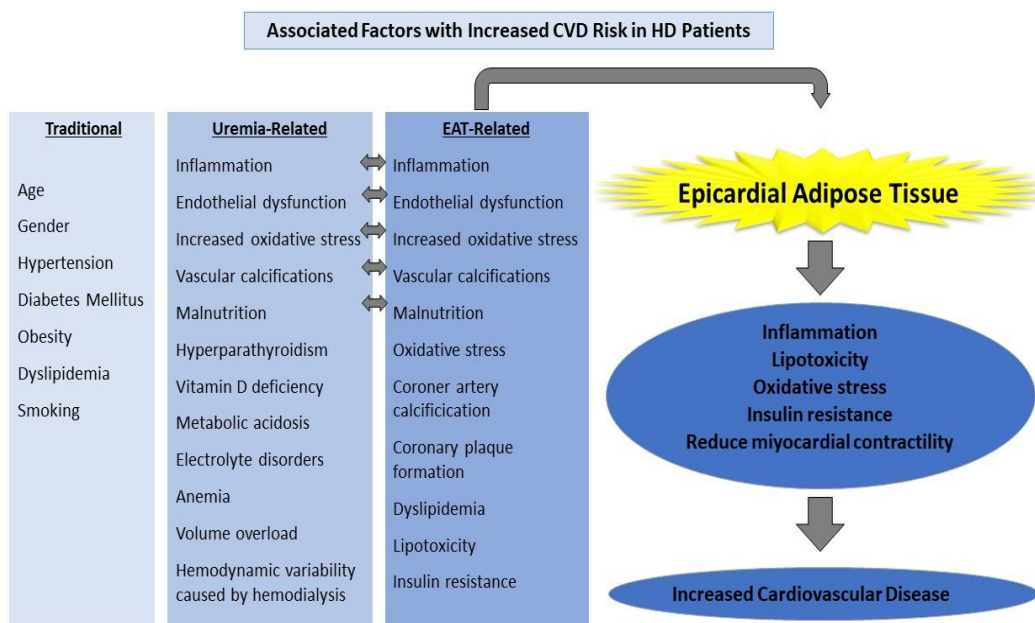 Associated Factors with Increased CVD Risk in HD Patients
Traditional
Age
Gender
Hypertension
Diabetes Mellitus
Obesity
Dyslipidemia
Smoking
Uremia-Related
Inflammation
Endothelial dysfunction
Increased oxidative stress
Vascular calcifications
Malnutrition
Hyperparathyroidism
Vitamin D deficiency
Metabolic acidosis
Electrolyte disorders
Anemia
Volume overload
Hemodynamic variability
caused by hemodialysis
EAT-Related
Inflammation
Endothelial dysfunction
Increased oxidative stress
Vascular calcifications
Malnutrition
Oxidative stress
Coroner artery
calcificication
Coronary plaque
formation
Dyslipidemia
Lipotoxicity
Insulin resistance
Epicardial Adipose Tissue
Inflammation
Lipotoxicity
Oxidative stress
Insulin resistance
Reduce miyocardial contractility
Increased Cardiovascular Disease